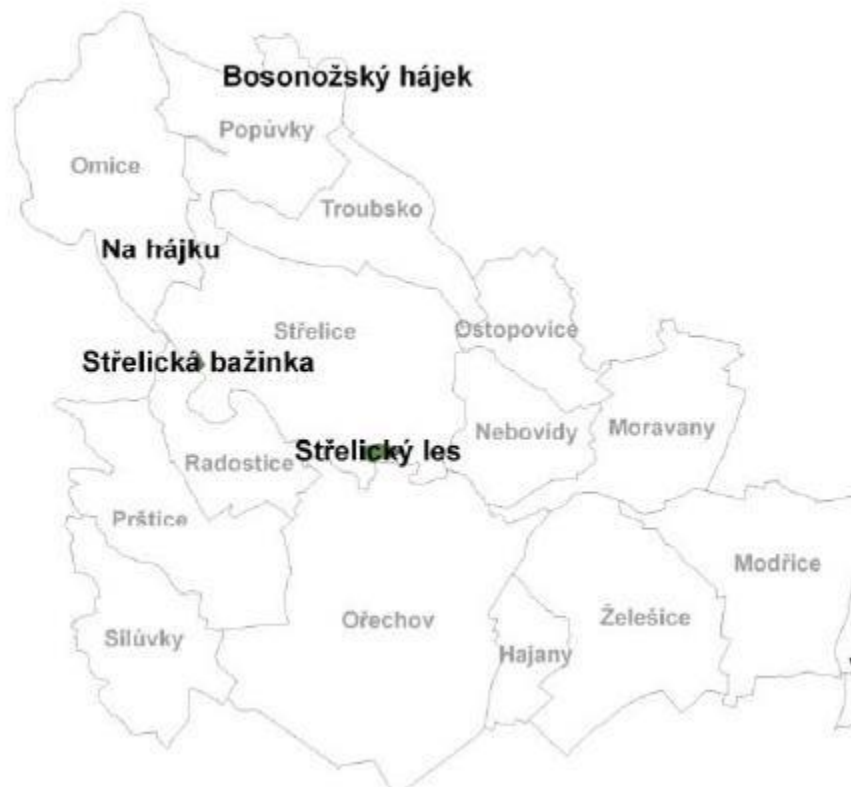 Bosonožský hájek
Popůvky
Omice
Troubsko
Na hájku
Střelice
Ostopovice
Střelická bažinka
Nebovidy
Moravany
Střelický les
Radostice
Prštice
Modřice
Ořechov
Želešice
Silůvky
Hajany